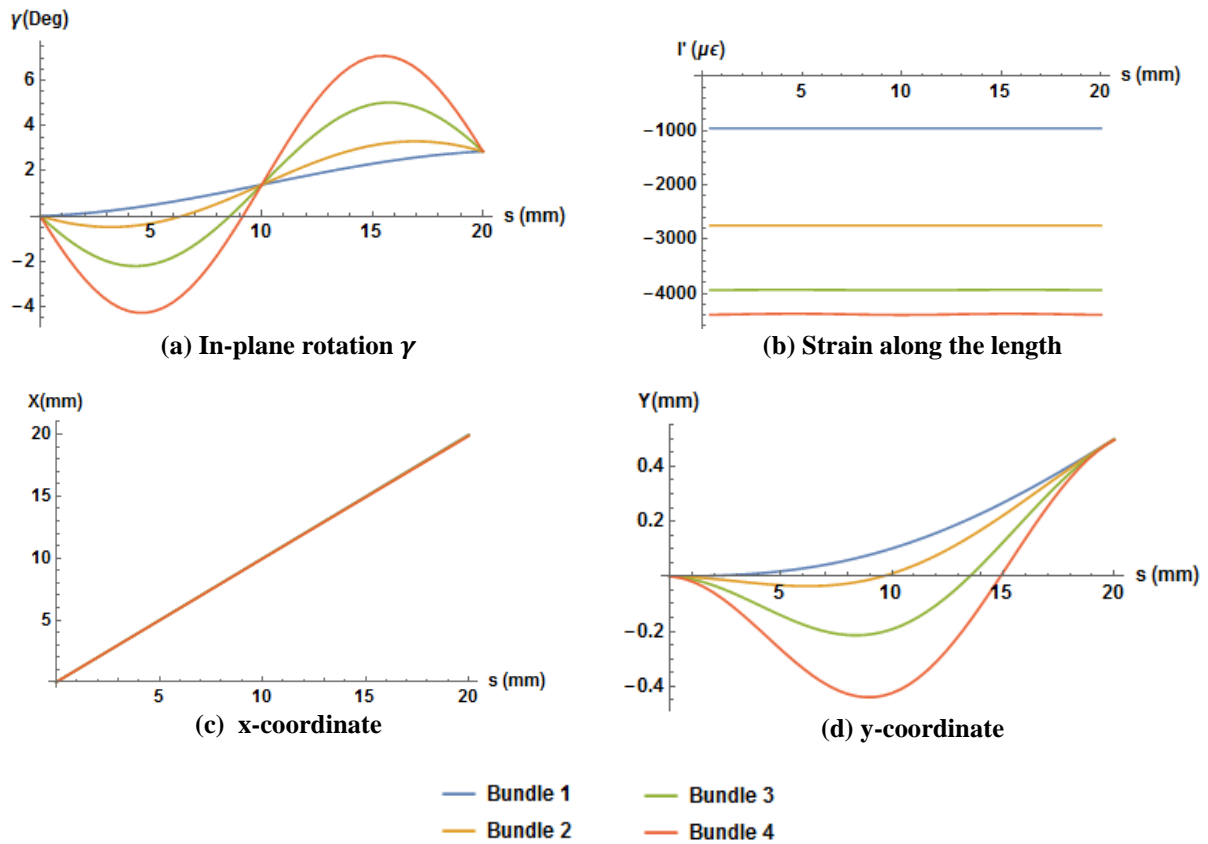 γ(Deg)
6
4
2
−2
−4
5
10
15
20
s (mm)
(a) In-plane rotation γ
l' (με)
s (mm)
5
10
15
20
−1000
−2000
−3000
−4000
(b) Strain along the length
X(mm)
20
15
10
5
5
10
15
20
s (mm)
(c) x-coordinate
Y(mm)
0.4
0.2
−0.2
−0.4
5
10
15
20
s (mm)
(d) y-coordinate
Bundle 1
Bundle 3
Bundle 2
Bundle 4